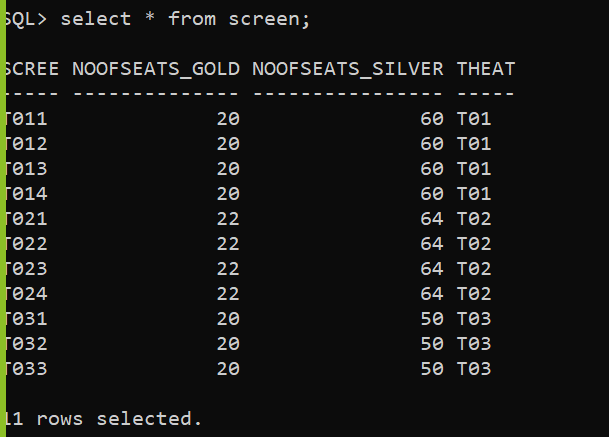 SQL> select * from screen;
SCREE NOOFSEATS_GOLD NOOFSEATS_SILVER THEAT
----- -------------- ---------------- -----
T011 20 60 T01
T012 20 60 T01
T013 20 60 T01
T014 20 60 T01
T021 22 64 T02
T022 22 64 T02
T023 22 64 T02
T024 22 64 T02
T031 20 50 T03
T032 20 50 T03
T033 20 50 T03
11 rows selected.